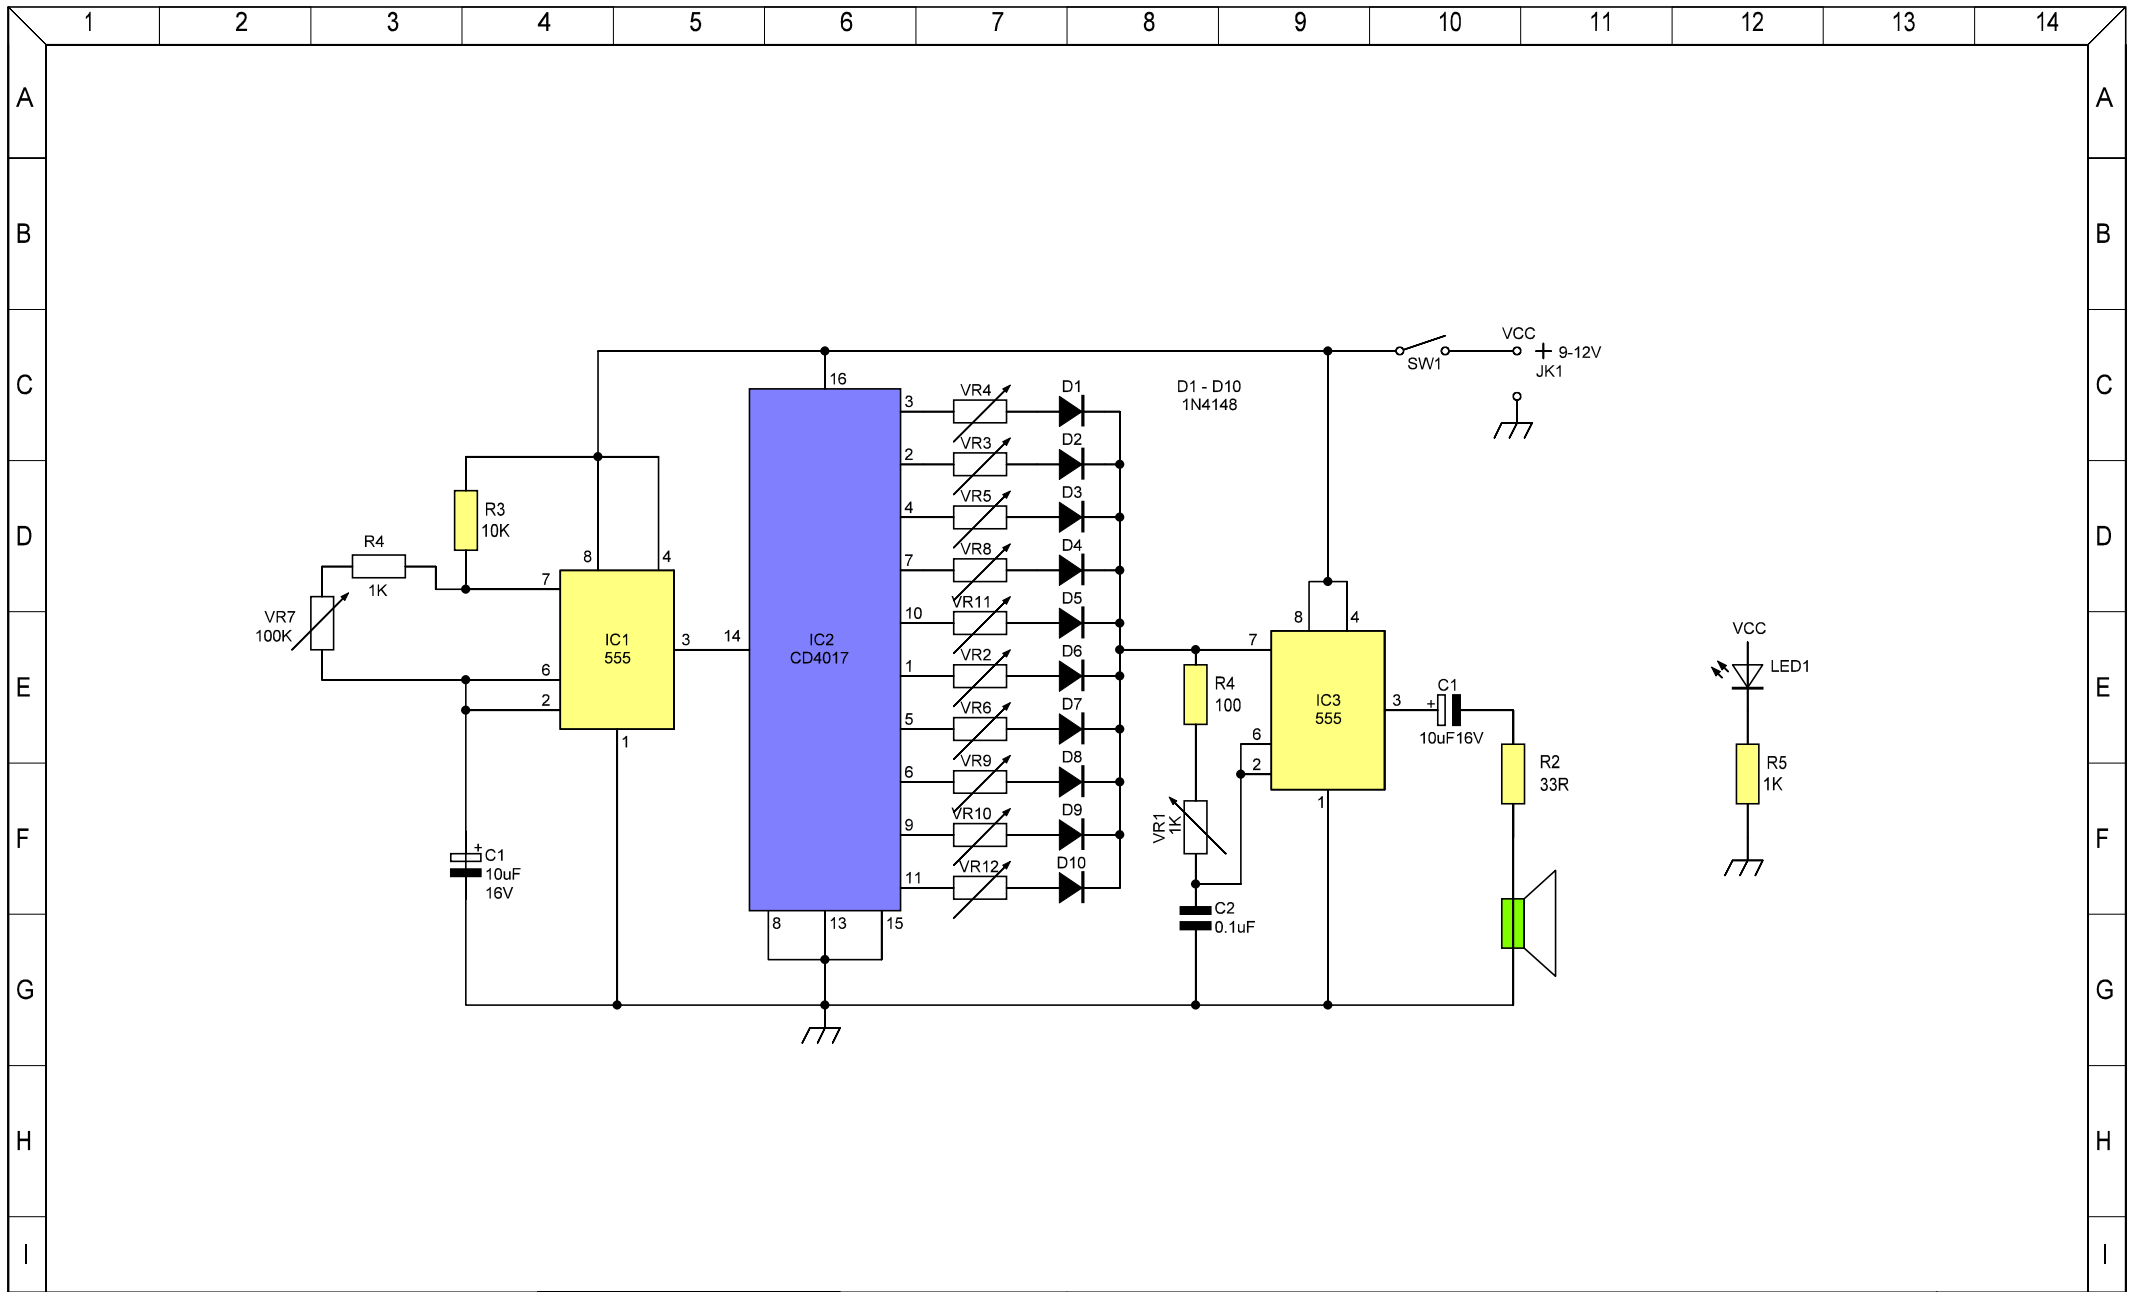 1 2 3 4 5 6 7 8 9 10 11 12 13 14
A A
B B
VCC
9-12V
SW1
JK1
C C
16
3 VR4 D1
D1 - D10
1N4148
2 VR3 D2
4 VR5 D3
R3
10K
D D
R4
1K
8 4
7 VR8 D4
7
10 VR11 D5
VR7
100K
IC1
555
3 14
IC2
CD4017
7
8 4
VCC
LED1
6
2
1
1 VR2 D6
E E
R4
100
IC3
555
3
+
C1
10uF16V
5 VR6 D7
6
2
1
R2
33R
R5
1K
6 VR9 D8
9 VR10 D9
VR1
1K
F F
+
C1
10uF
16V
11 VR12 D10
8 13 15
C2
0.1uF
G G
H H
I I